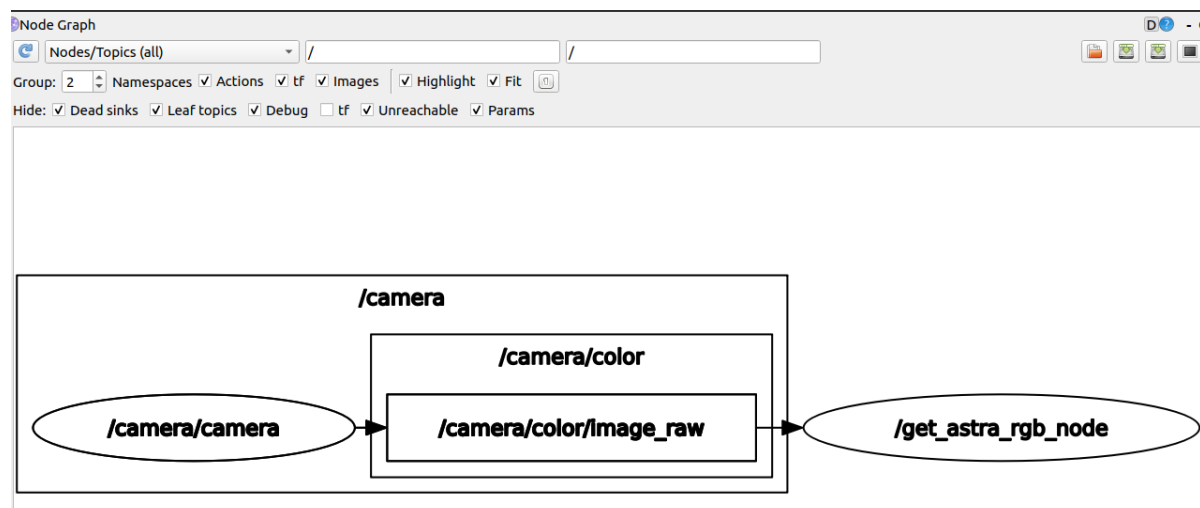 Node Graph
D ? -
Nodes/Topics (all) / /
Group: 2 Namespaces Actions tf Images Highlight Fit
Hide: Dead sinks Leaf topics Debug tf Unreachable Params
/camera
/camera/color
/camera/camera /camera/color/image_raw /get_astra_rgb_node